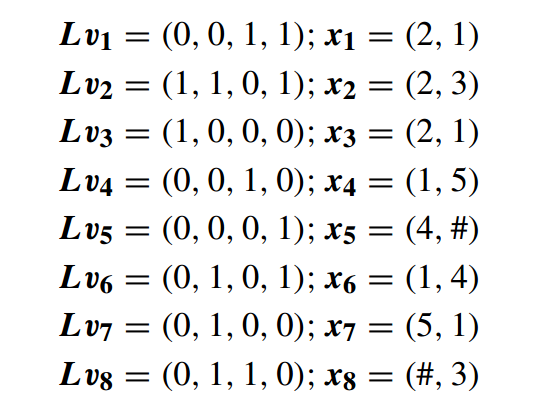 Lv₁ = (0, 0, 1, 1); x₁ = (2, 1)
Lv₂ = (1, 1, 0, 1); x₂ = (2, 3)
Lv₃ = (1, 0, 0, 0); x₃ = (2, 1)
Lv₄ = (0, 0, 1, 0); x₄ = (1, 5)
Lv₅ = (0, 0, 0, 1); x₅ = (4, #)
Lv₆ = (0, 1, 0, 1); x₆ = (1, 4)
Lv₇ = (0, 1, 0, 0); x₇ = (5, 1)
Lv₈ = (0, 1, 1, 0); x₈ = (#, 3)